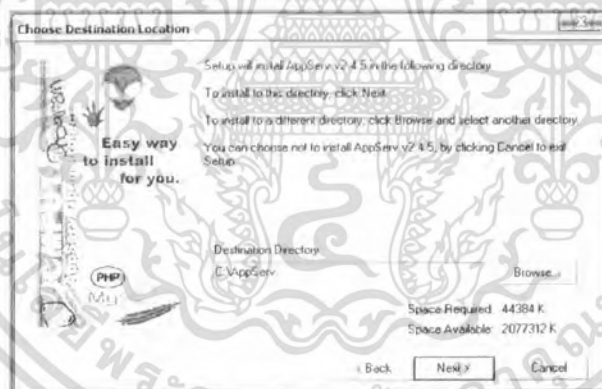 Choose Destination Location
Setup will install AppServ v2.4.5 in the following directory.
To install to this directory, click Next.
To install to a different directory, click Browse and select another directory.
You can choose not to install AppServ v2.4.5, by clicking Cancel to exit
Setup.
Easy way
to install
for you.
PHP
My
Destination Directory
C:\AppServ
Browse...
Space Required: 44384 K
Space Available: 2077312 K
< Back
Next >
Cancel